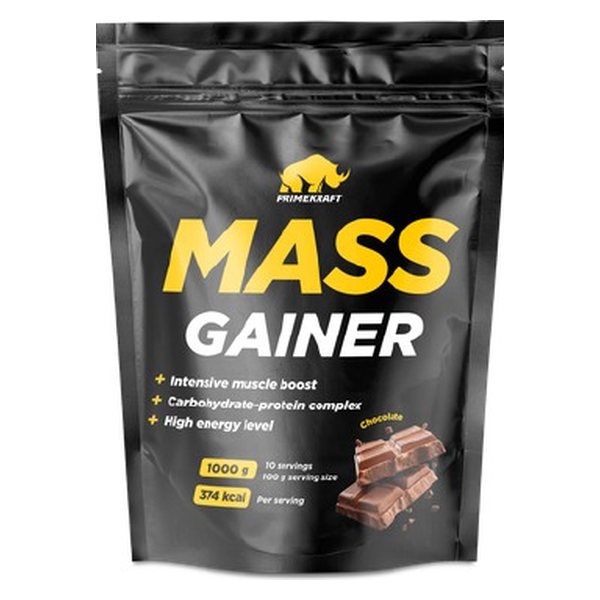 PRIMEKRAFT
MASS
GAINER
+ Intensive muscle boost
+ Carbohydrate-protein complex
+ High energy level
Chocolate
1000 g
10 servings
100 g serving size
374 kcal
Per serving